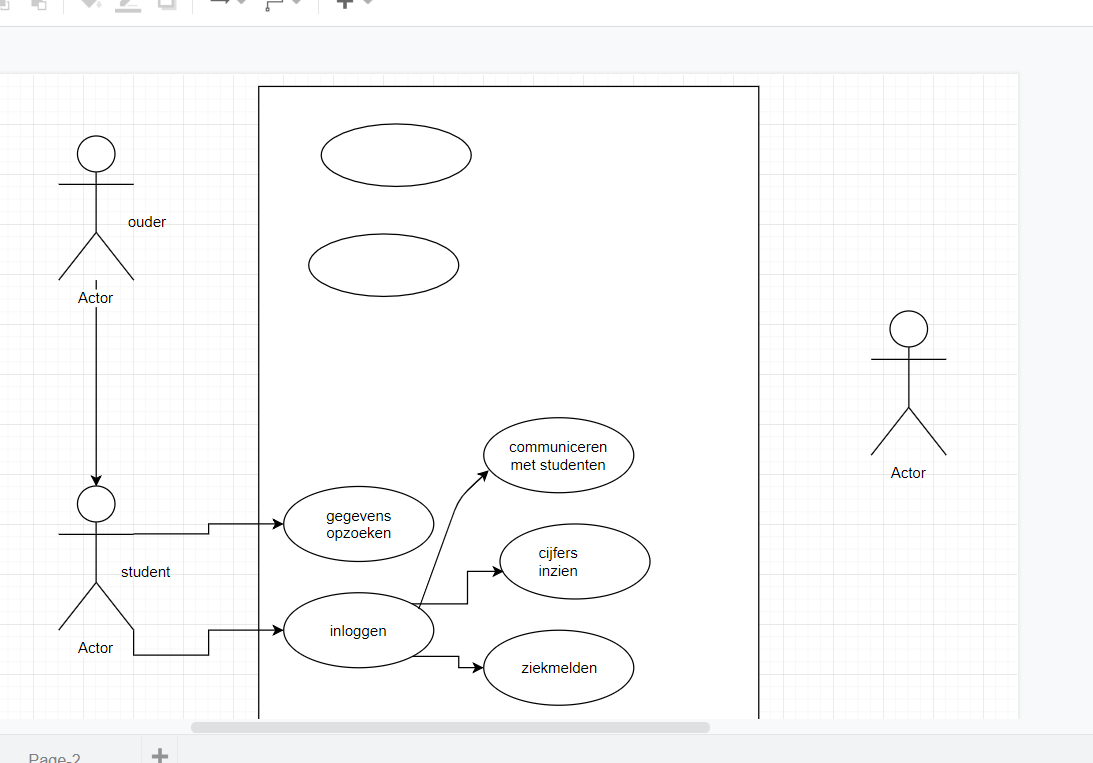 ouder
Actor
communiceren
met studenten
Actor
gegevens
opzoeken
cijfers
inzien
student
inloggen
Actor
ziekmelden
Page-2